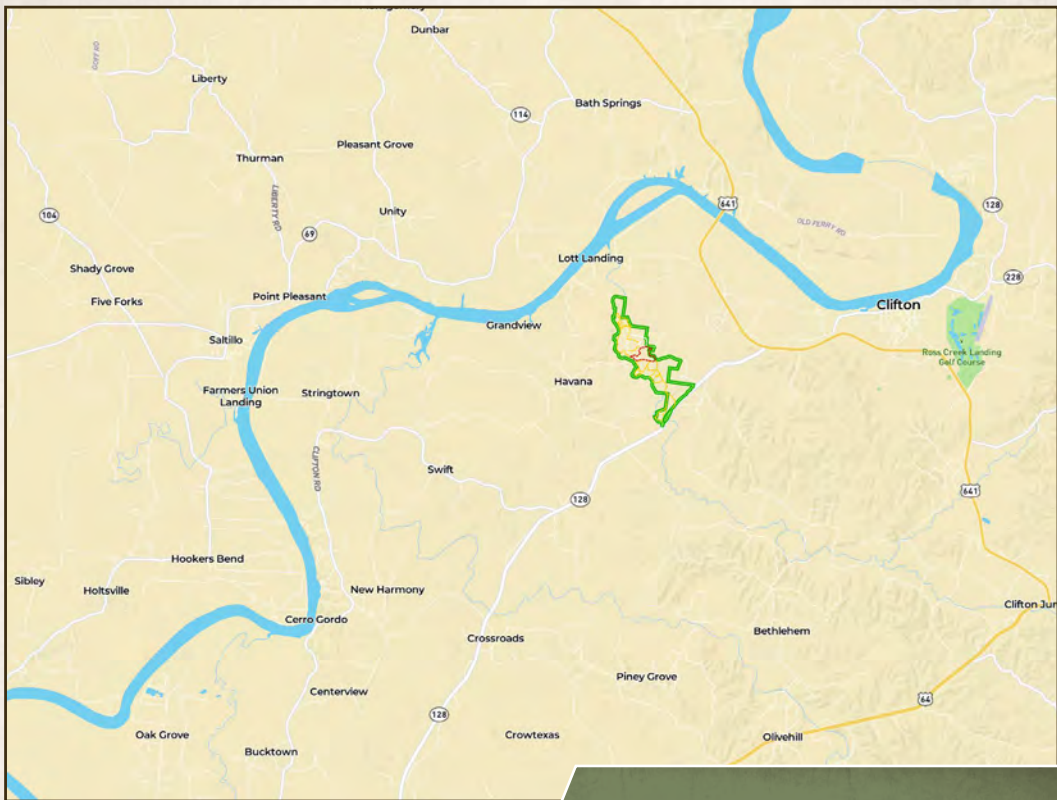 Dunbar
Liberty
Bath Springs
114
Pleasant Grove
Thurman
LIBERTY RD
104
Unity
641
128
OLD FERRY RD
69
Lott Landing
Shady Grove
228
Five Forks
Point Pleasant
Clifton
Grandview
Saltillo
Ross Creek Landing
Golf Course
Havana
Farmers Union
Landing
Stringtown
CLIFTON RD
Swift
641
128
Hookers Bend
Sibley
Holtsville
New Harmony
Clifton Jun
Cerro Gordo
Bethlehem
Crossroads
Piney Grove
Centerview
64
128
Oak Grove
Crowtexas
Olivehill
Bucktown